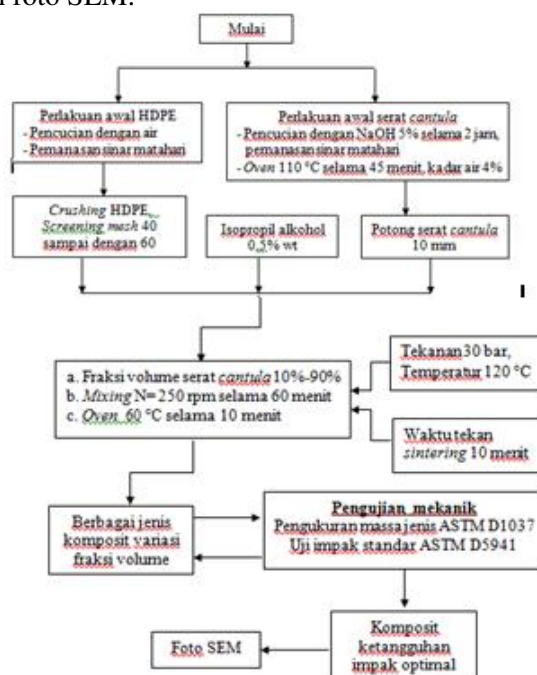 foto SEM.
Mulai
Perlakuan awal HDPE
- Pencucian dengan air
- Pemanasan sinar matahari
Perlakuan awal serat cantula
- Pencucian dengan NaOH 5% selama 2 jam,
pemanasan sinar matahari
- Oven 110 °C selama 45 menit, kadar air 4%
Crushing HDPE,
Screening mesh 40
sampai dengan 60
Isopropil alkohol
0,5% wt
Potong serat cantula
10 mm
a. Fraksi volume serat cantula 10%-90%
b. Mixing N= 250 rpm selama 60 menit
c. Oven 60 °C selama 10 menit
Tekanan 30 bar,
Temperatur 120 °C
Waktu tekan
sintering 10 menit
Berbagai jenis
komposit variasi
fraksi volume
Pengujian mekanik
Pengukuran massa jenis ASTM D1037
Uji impak standar ASTM D5941
Foto SEM
Komposit
ketangguhan
impak optimal